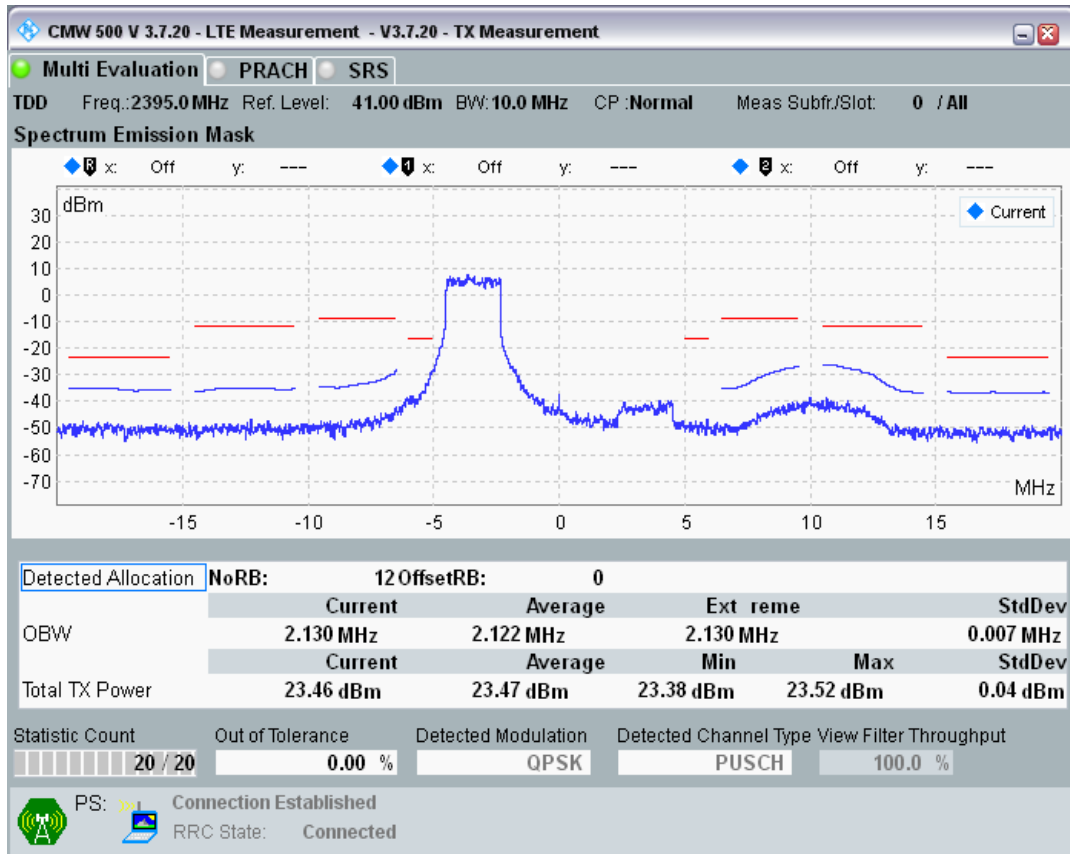 CMW 500 V 3.7.20 - LTE Measurement - V3.7.20 - TX Measurement
Multi Evaluation PRACH SRS
TDD Freq.:2395.0 MHz Ref. Level: 41.00 dBm BW: 10.0 MHz CP :Normal Meas Subfr./Slot: 0 / All
Spectrum Emission Mask
R x: Off y: --- 1 x: Off y: --- 2 x: Off y: ---
dBm
Current
30
20
10
0
-10
-20
-30
-40
-50
-60
-70
MHz
-15 -10 -5 0 5 10 15
Detected Allocation NoRB: 12 OffsetRB: 0
Current Average Ext reme StdDev
OBW 2.130 MHz 2.122 MHz 2.130 MHz 0.007 MHz
Current Average Min Max StdDev
Total TX Power 23.46 dBm 23.47 dBm 23.38 dBm 23.52 dBm 0.04 dBm
Statistic Count Out of Tolerance Detected Modulation Detected Channel Type View Filter Throughput
20 / 20 0.00 % QPSK PUSCH 100.0 %
PS: Connection Established
RRC State: Connected